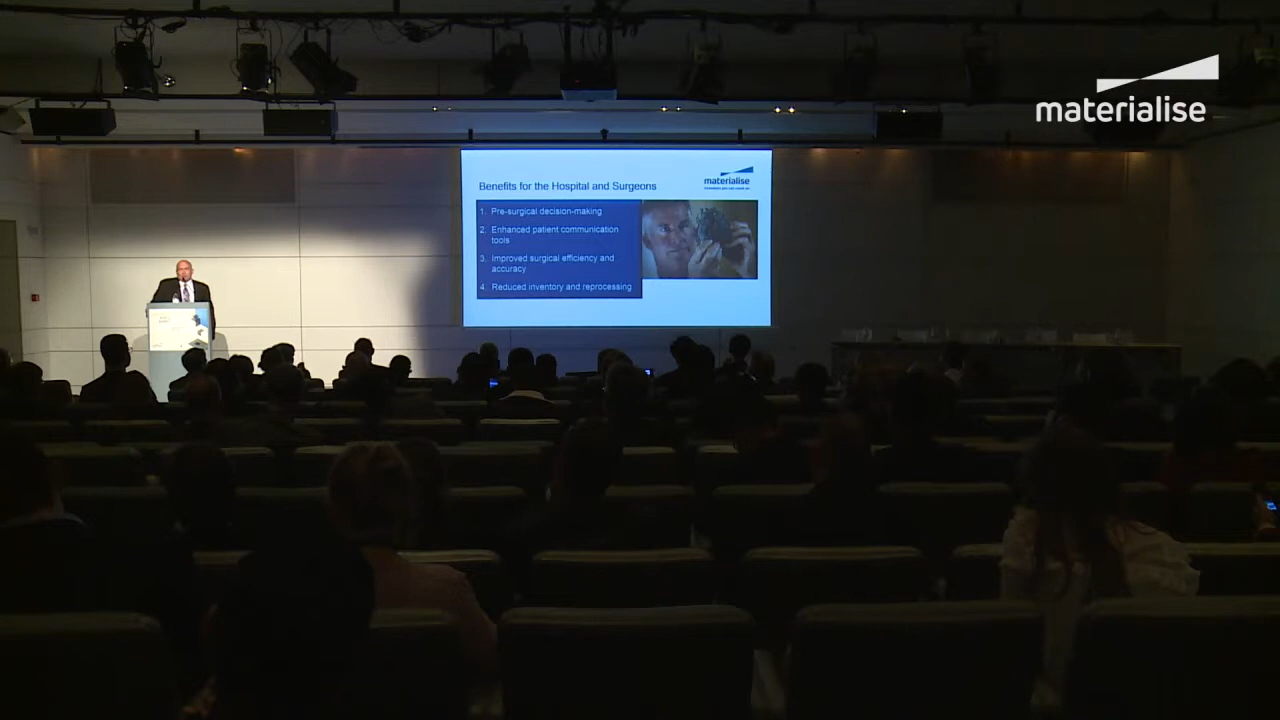 materialise
materialise
Benefits for the Hospital and Surgeons
1. Pre-surgical decision-making
2. Enhanced patient communication
tools
3. Improved surgical efficiency and
accuracy
4. Reduced inventory and reprocessing